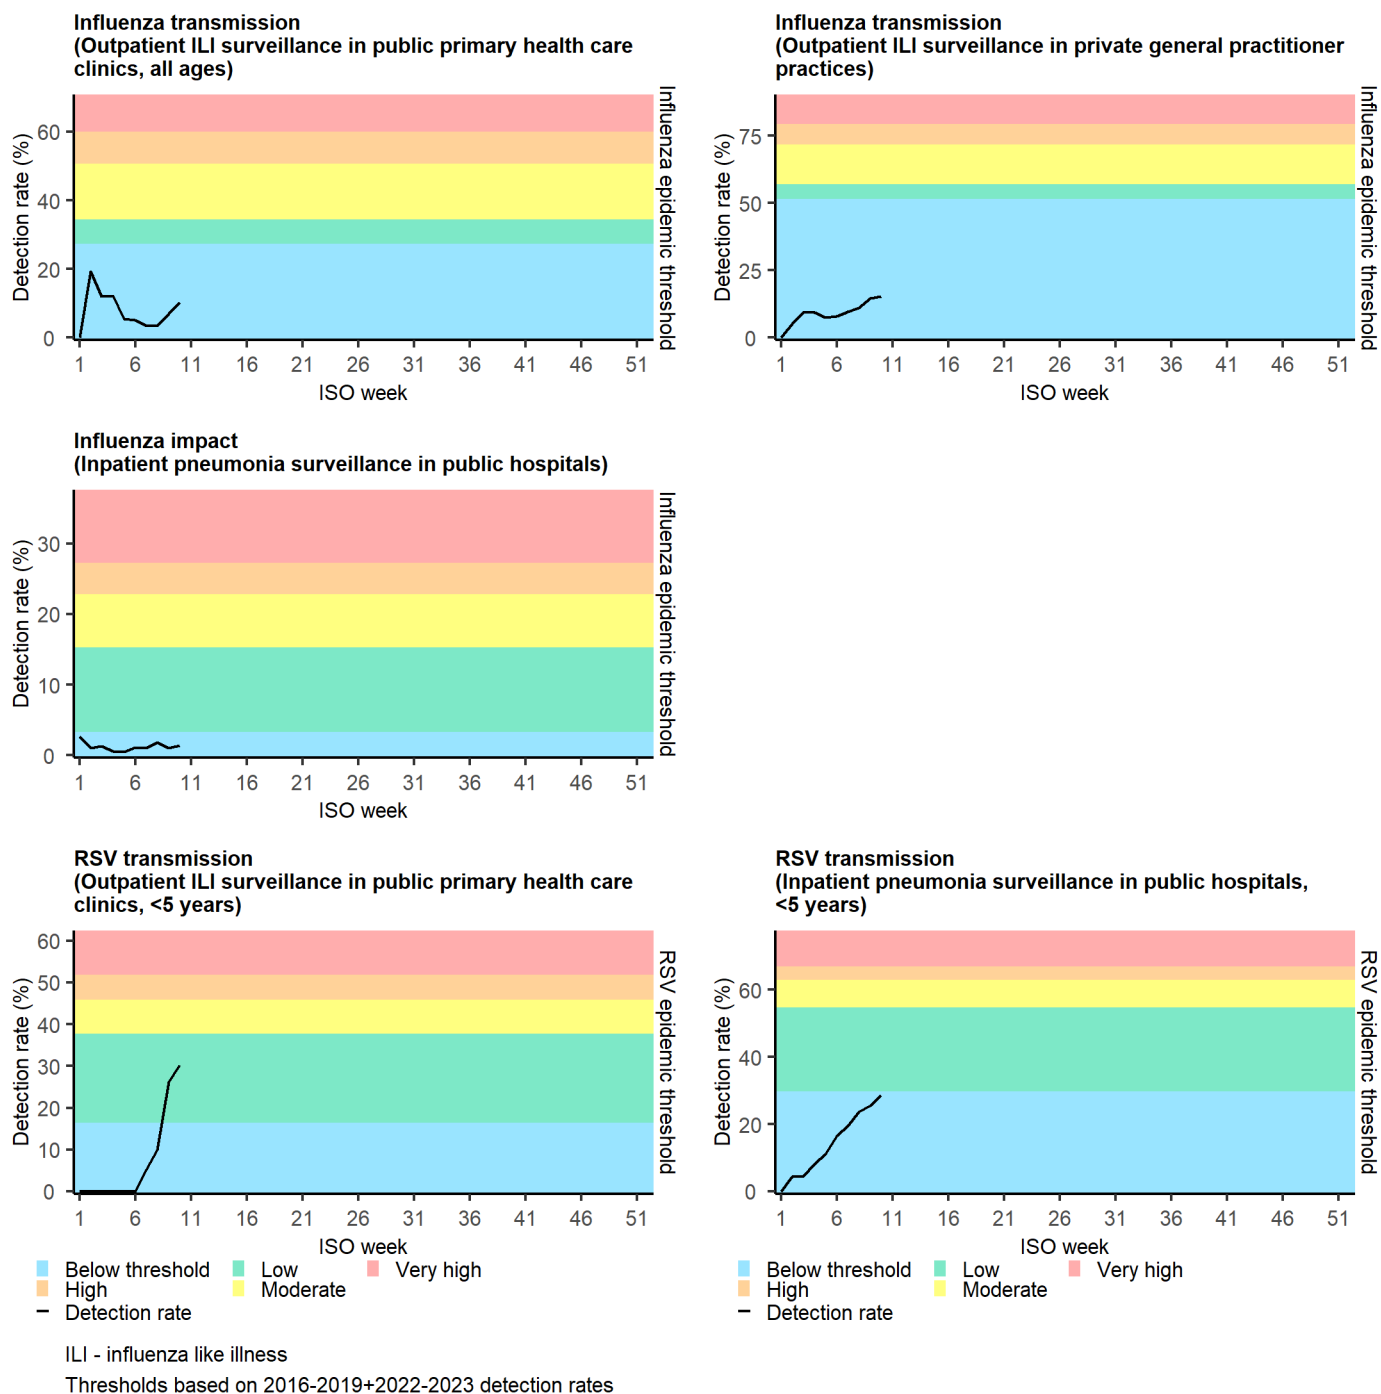 Influenza transmission
(Outpatient ILI surveillance in public primary health care
clinics, all ages)
Detection rate (%)
60
40
20
0
1 6 11 16 21 26 31 36 41 46 51
ISO week
Influenza epidemic threshold
Influenza transmission
(Outpatient ILI surveillance in private general practitioner
practices)
Detection rate (%)
75
50
25
0
1 6 11 16 21 26 31 36 41 46 51
ISO week
Influenza epidemic threshold
Influenza impact
(Inpatient pneumonia surveillance in public hospitals)
Detection rate (%)
30
20
10
0
1 6 11 16 21 26 31 36 41 46 51
ISO week
Influenza epidemic threshold
RSV transmission
(Outpatient ILI surveillance in public primary health care
clinics, <5 years)
Detection rate (%)
60
50
40
30
20
10
0
1 6 11 16 21 26 31 36 41 46 51
ISO week
RSV epidemic threshold
Below threshold Low Very high
High Moderate
Detection rate
RSV transmission
(Inpatient pneumonia surveillance in public hospitals,
<5 years)
Detection rate (%)
60
40
20
0
1 6 11 16 21 26 31 36 41 46 51
ISO week
RSV epidemic threshold
Below threshold Low Very high
High Moderate
Detection rate
ILI - influenza like illness
Thresholds based on 2016-2019+2022-2023 detection rates